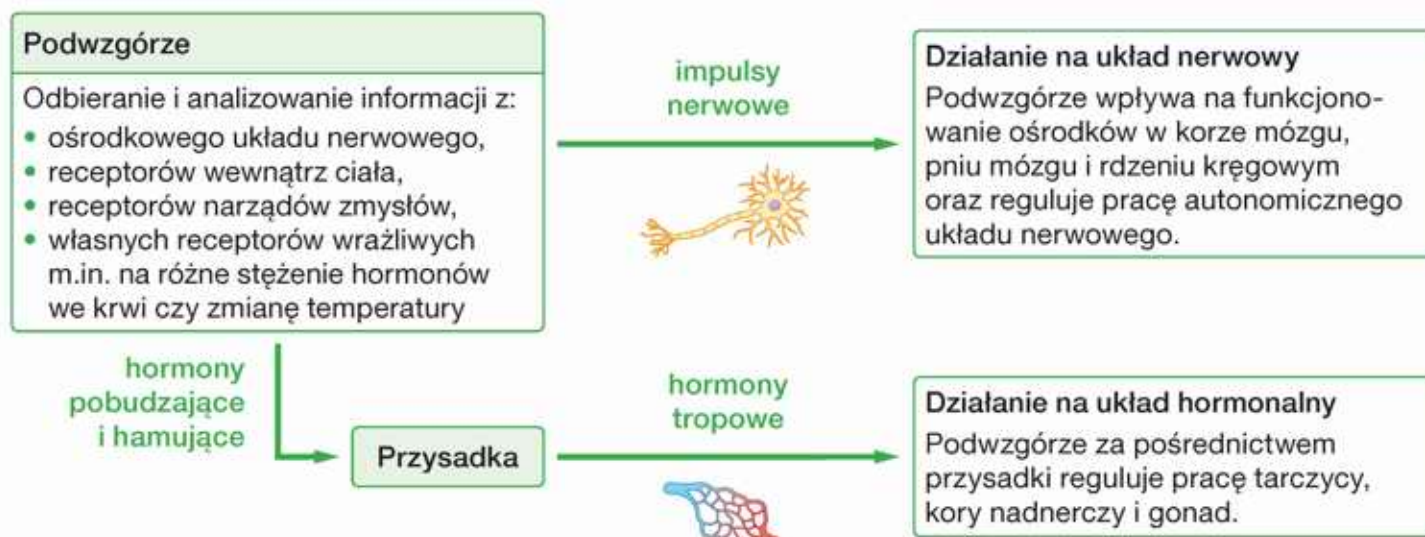 Podwzgórze
Odbieranie i analizowanie informacji z:
• ośrodkowego układu nerwowego,
• receptorów wewnątrz ciała,
• receptorów narządów zmysłów,
• własnych receptorów wrażliwych
m.in. na różne stężenie hormonów
we krwi czy zmianę temperatury
impulsy
nerwowe
Działanie na układ nerwowy
Podwzgórze wpływa na funkcjono-
wanie ośrodków w korze mózgu,
pniu mózgu i rdzeniu kręgowym
oraz reguluje pracę autonomicznego
układu nerwowego.
hormony
pobudzające
i hamujące
Przysadka
hormony
tropowe
Działanie na układ hormonalny
Podwzgórze za pośrednictwem
przysadki reguluje pracę tarczycy,
kory nadnerczy i gonad.